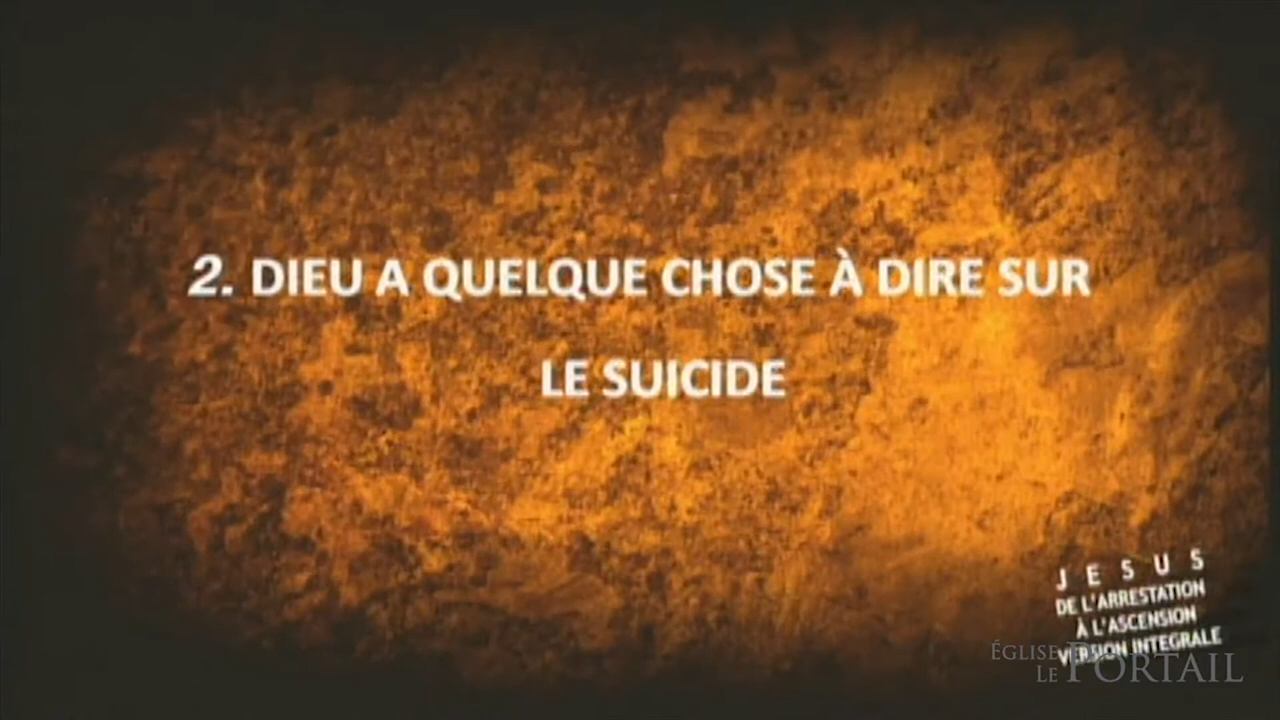 2. DIEU A QUELQUE CHOSE À DIRE SUR
LE SUICIDE
JESUS
DE L'ARRESTATION
À L'ASCENSION
VERSION INTEGRALE
ÉGLISE
LE PORTAIL